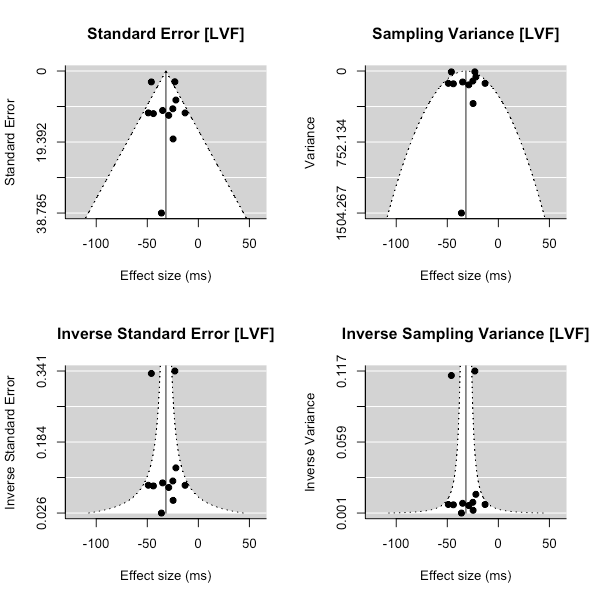 Standard Error [LVF]
Standard Error
0
19.392
38.785
-100 -50 0 50
Effect size (ms)
Sampling Variance [LVF]
Variance
0
752.134
1504.267
-100 -50 0 50
Effect size (ms)
Inverse Standard Error [LVF]
Inverse Standard Error
0.341
0.184
0.026
-100 -50 0 50
Effect size (ms)
Inverse Sampling Variance [LVF]
Inverse Variance
0.117
0.059
0.001
-100 -50 0 50
Effect size (ms)